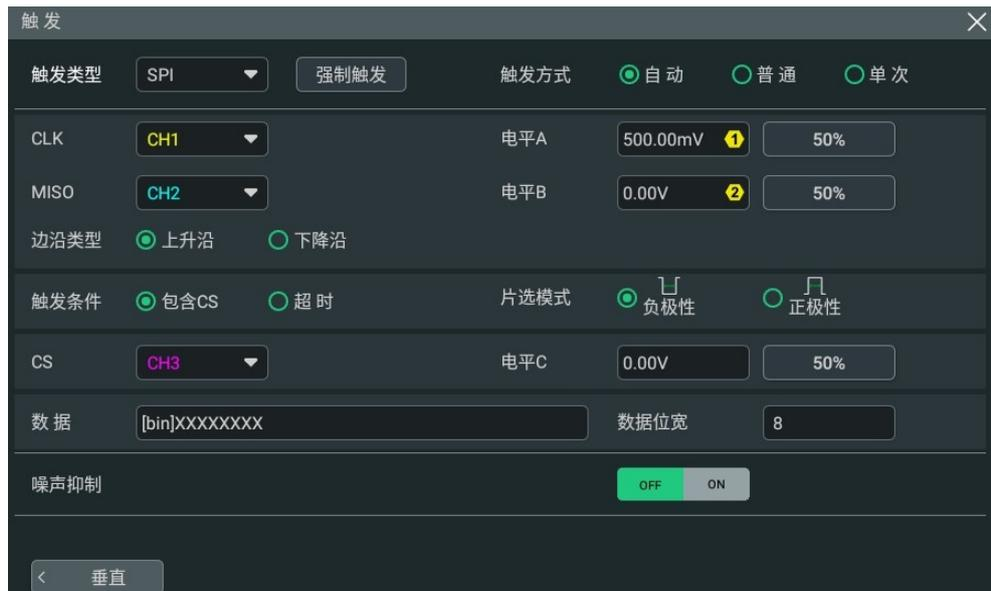 触 发
触发类型 SPI 强制触发 触发方式 自 动 普 通 单 次
CLK CH1 电平A 500.00mV 1 50%
MISO CH2 电平B 0.00V 2 50%
边沿类型 上升沿 下降沿
触发条件 包含CS 超 时 片选模式 负极性 正极性
CS CH3 电平C 0.00V 50%
数 据 [bin]XXXXXXXX 数据位宽 8
噪声抑制 OFF ON
< 垂直